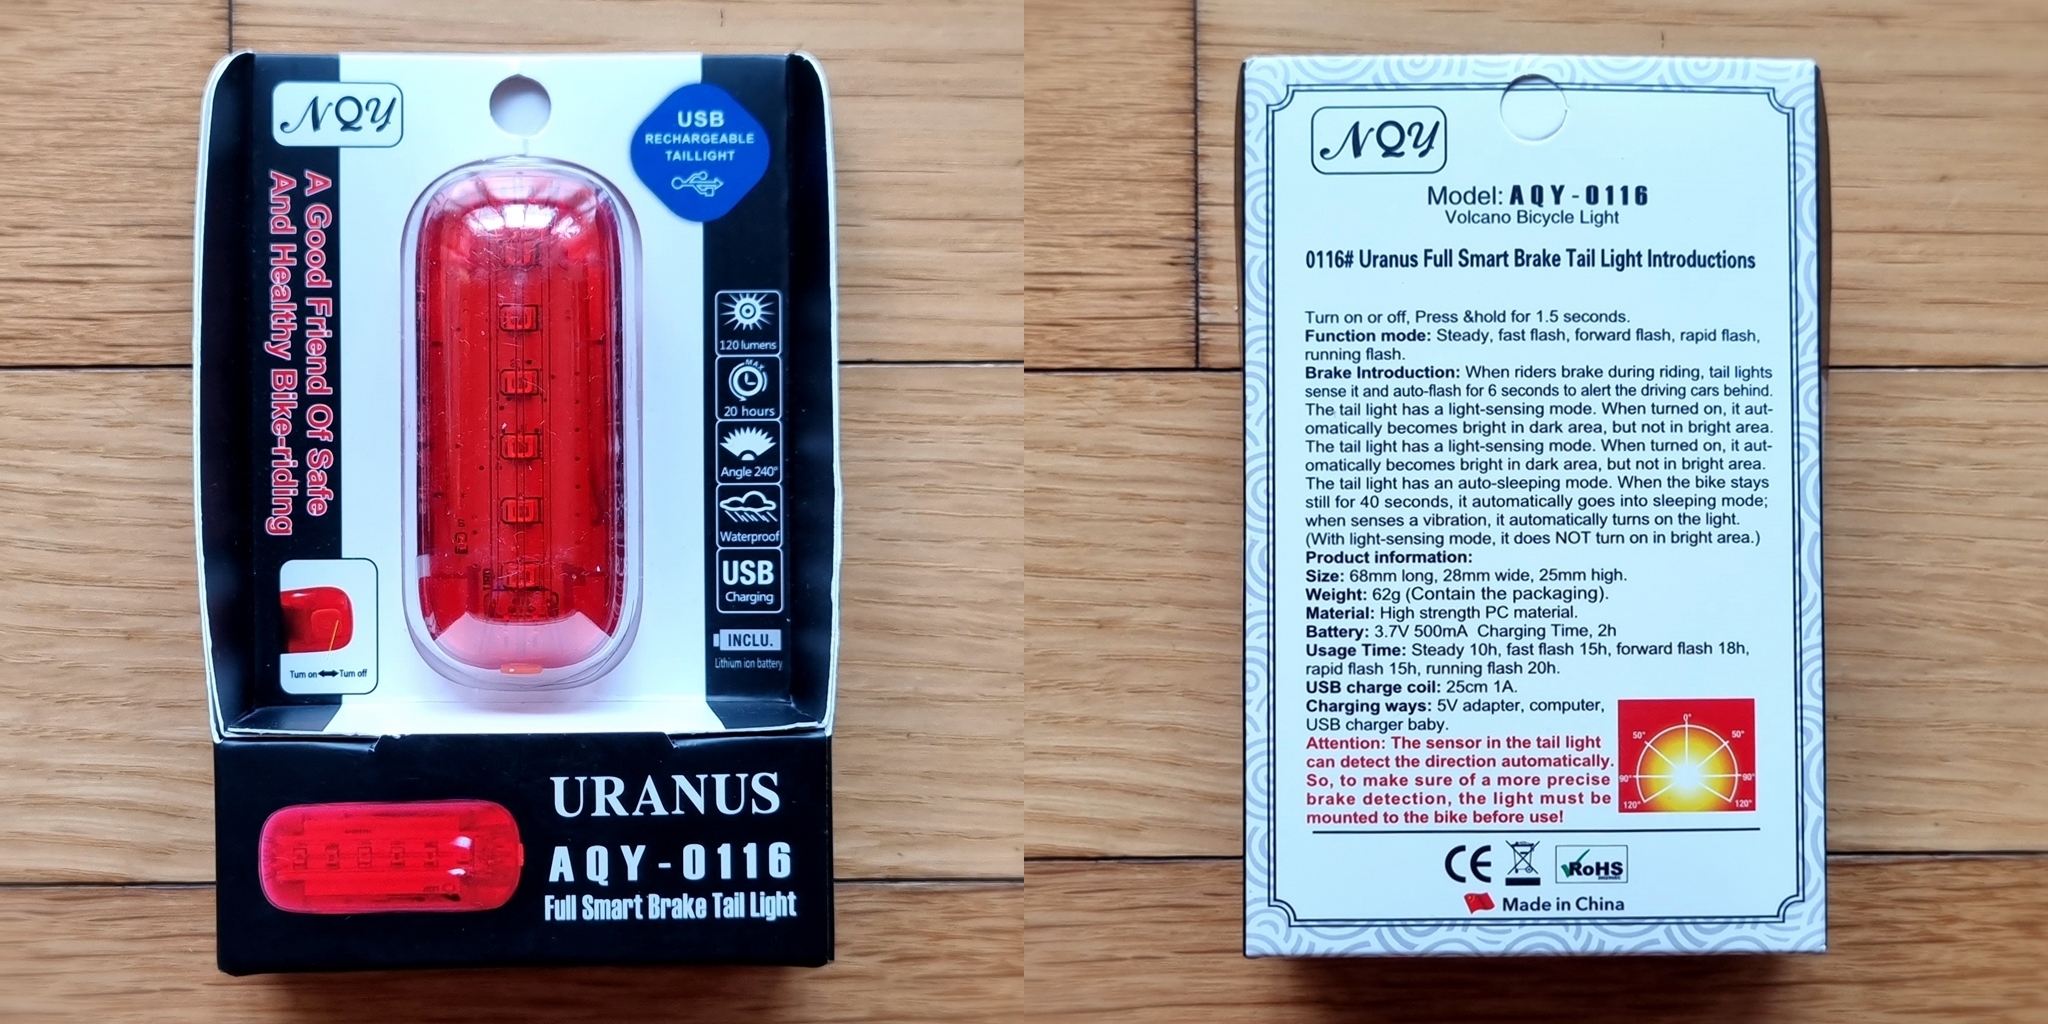 NQY
USB
RECHARGEABLE
TAILLIGHT
A Good Friend Of Safe
And Healthy Bike-riding
120 lumens
MAX
20 hours
Angle 240°
Waterproof
USB
Charging
INCLU.
Lithium ion battery
Turn on Turn off
URANUS
AQY-0116
Full Smart Brake Tail Light
NQY
Model: AQY-0116
Volcano Bicycle Light
0116# Uranus Full Smart Brake Tail Light Introductions
Turn on or off, Press &hold for 1.5 seconds.
Function mode: Steady, fast flash, forward flash, rapid flash,
running flash.
Brake Introduction: When riders brake during riding, tail lights
sense it and auto-flash for 6 seconds to alert the driving cars behind.
The tail light has a light-sensing mode. When turned on, it aut-
omatically becomes bright in dark area, but not in bright area.
The tail light has a light-sensing mode. When turned on, it aut-
omatically becomes bright in dark area, but not in bright area.
The tail light has an auto-sleeping mode. When the bike stays
still for 40 seconds, it automatically goes into sleeping mode;
when senses a vibration, it automatically turns on the light.
(With light-sensing mode, it does NOT turn on in bright area.)
Product information:
Size: 68mm long, 28mm wide, 25mm high.
Weight: 62g (Contain the packaging).
Material: High strength PC material.
Battery: 3.7V 500mA Charging Time, 2h
Usage Time: Steady 10h, fast flash 15h, forward flash 18h,
rapid flash 15h, running flash 20h.
USB charge coil: 25cm 1A.
Charging ways: 5V adapter, computer,
USB charger baby.
Attention: The sensor in the tail light
can detect the direction automatically.
So, to make sure of a more precise
brake detection, the light must be
mounted to the bike before use!
0°
50° 50°
90° 90°
120° 120°
CE RoHS
Made in China